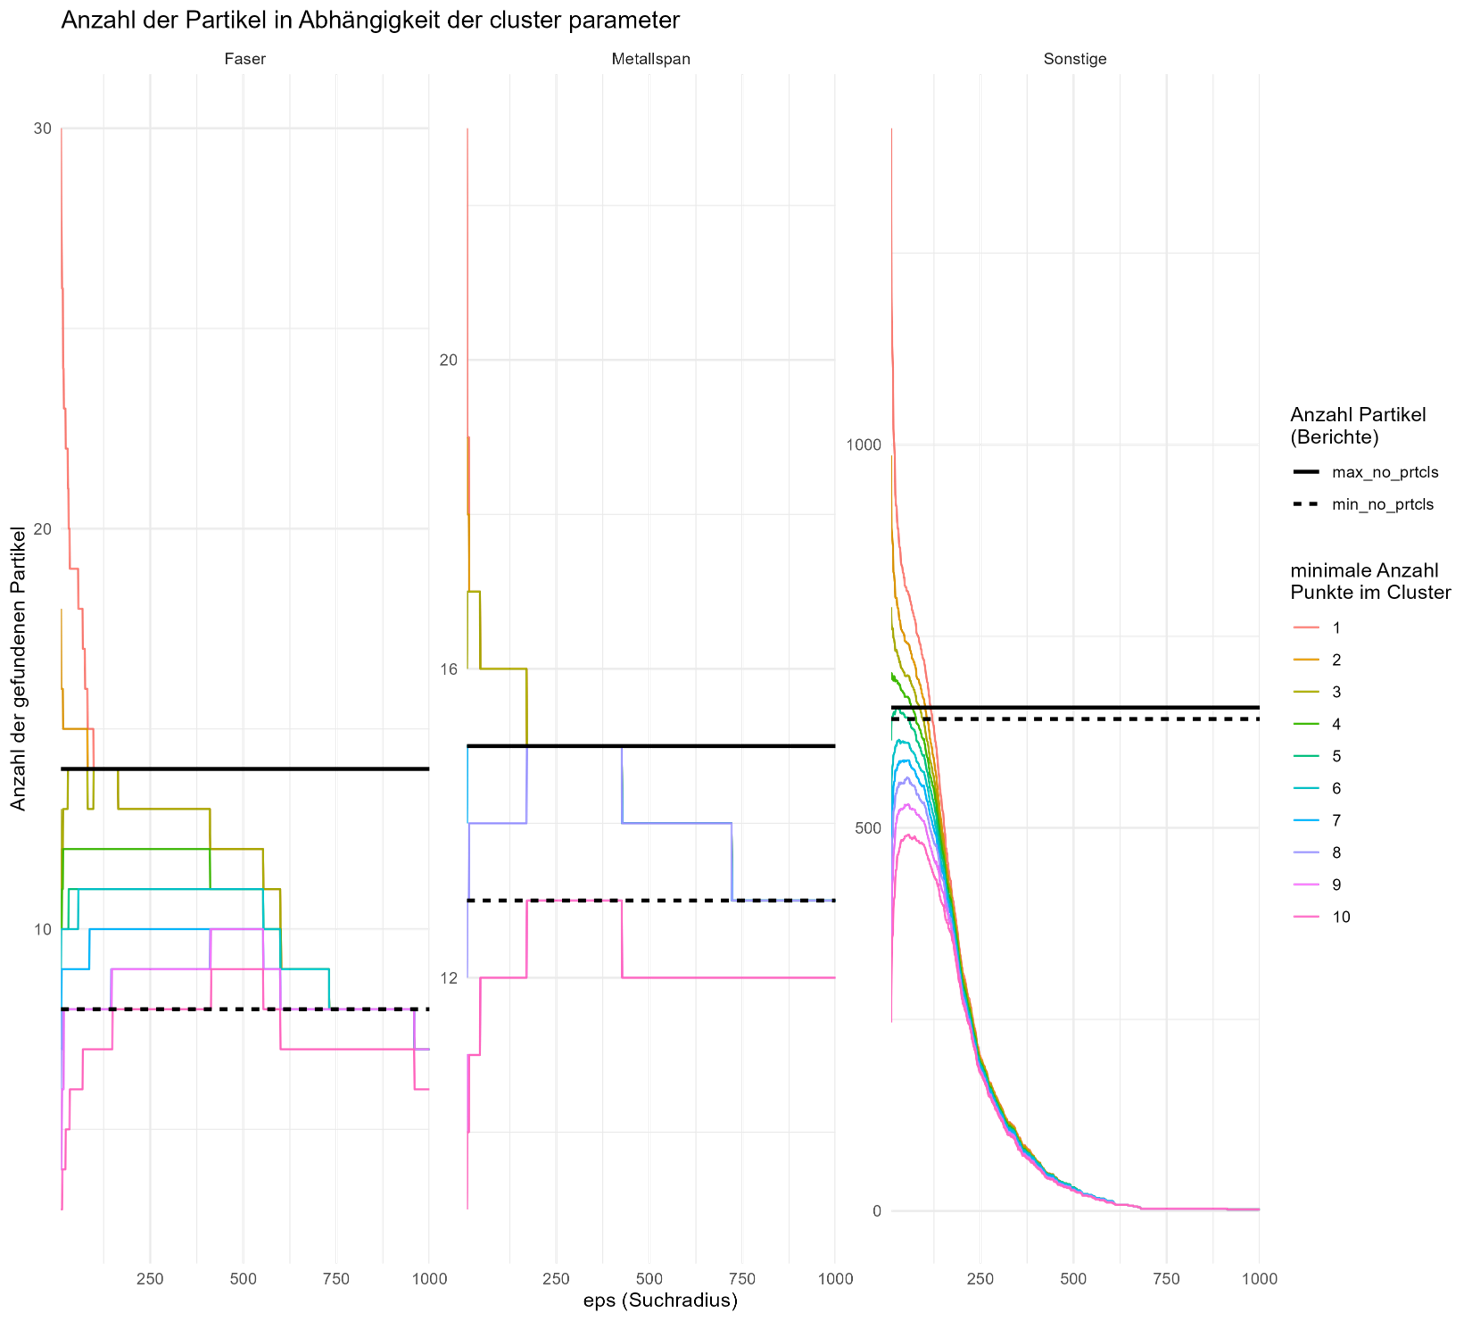 Anzahl der Partikel in Abhängigkeit der cluster parameter
Faser
Metallspan
Sonstige
Anzahl der gefundenen Partikel
30
20
10
20
16
12
1000
500
0
250
500
750
1000
250
500
750
1000
250
500
750
1000
eps (Suchradius)
Anzahl Partikel
(Berichte)
max_no_prtcls
min_no_prtcls
minimale Anzahl
Punkte im Cluster
1
2
3
4
5
6
7
8
9
10